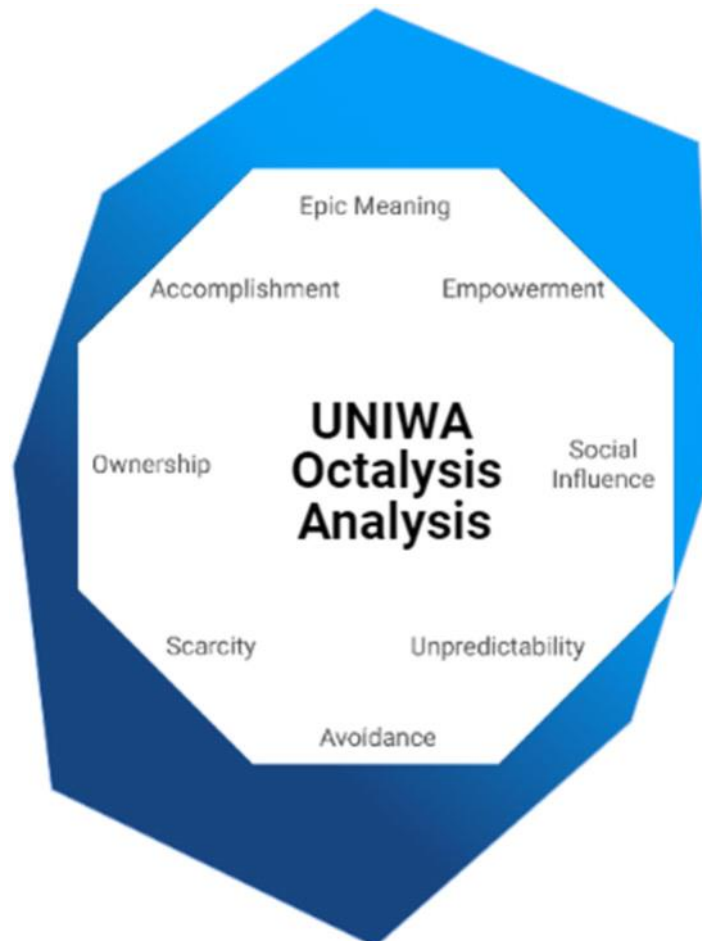 Epic Meaning
Accomplishment
Empowerment
UNIWA
Octalysis
Analysis
Ownership
Social
Influence
Scarcity
Unpredictability
Avoidance